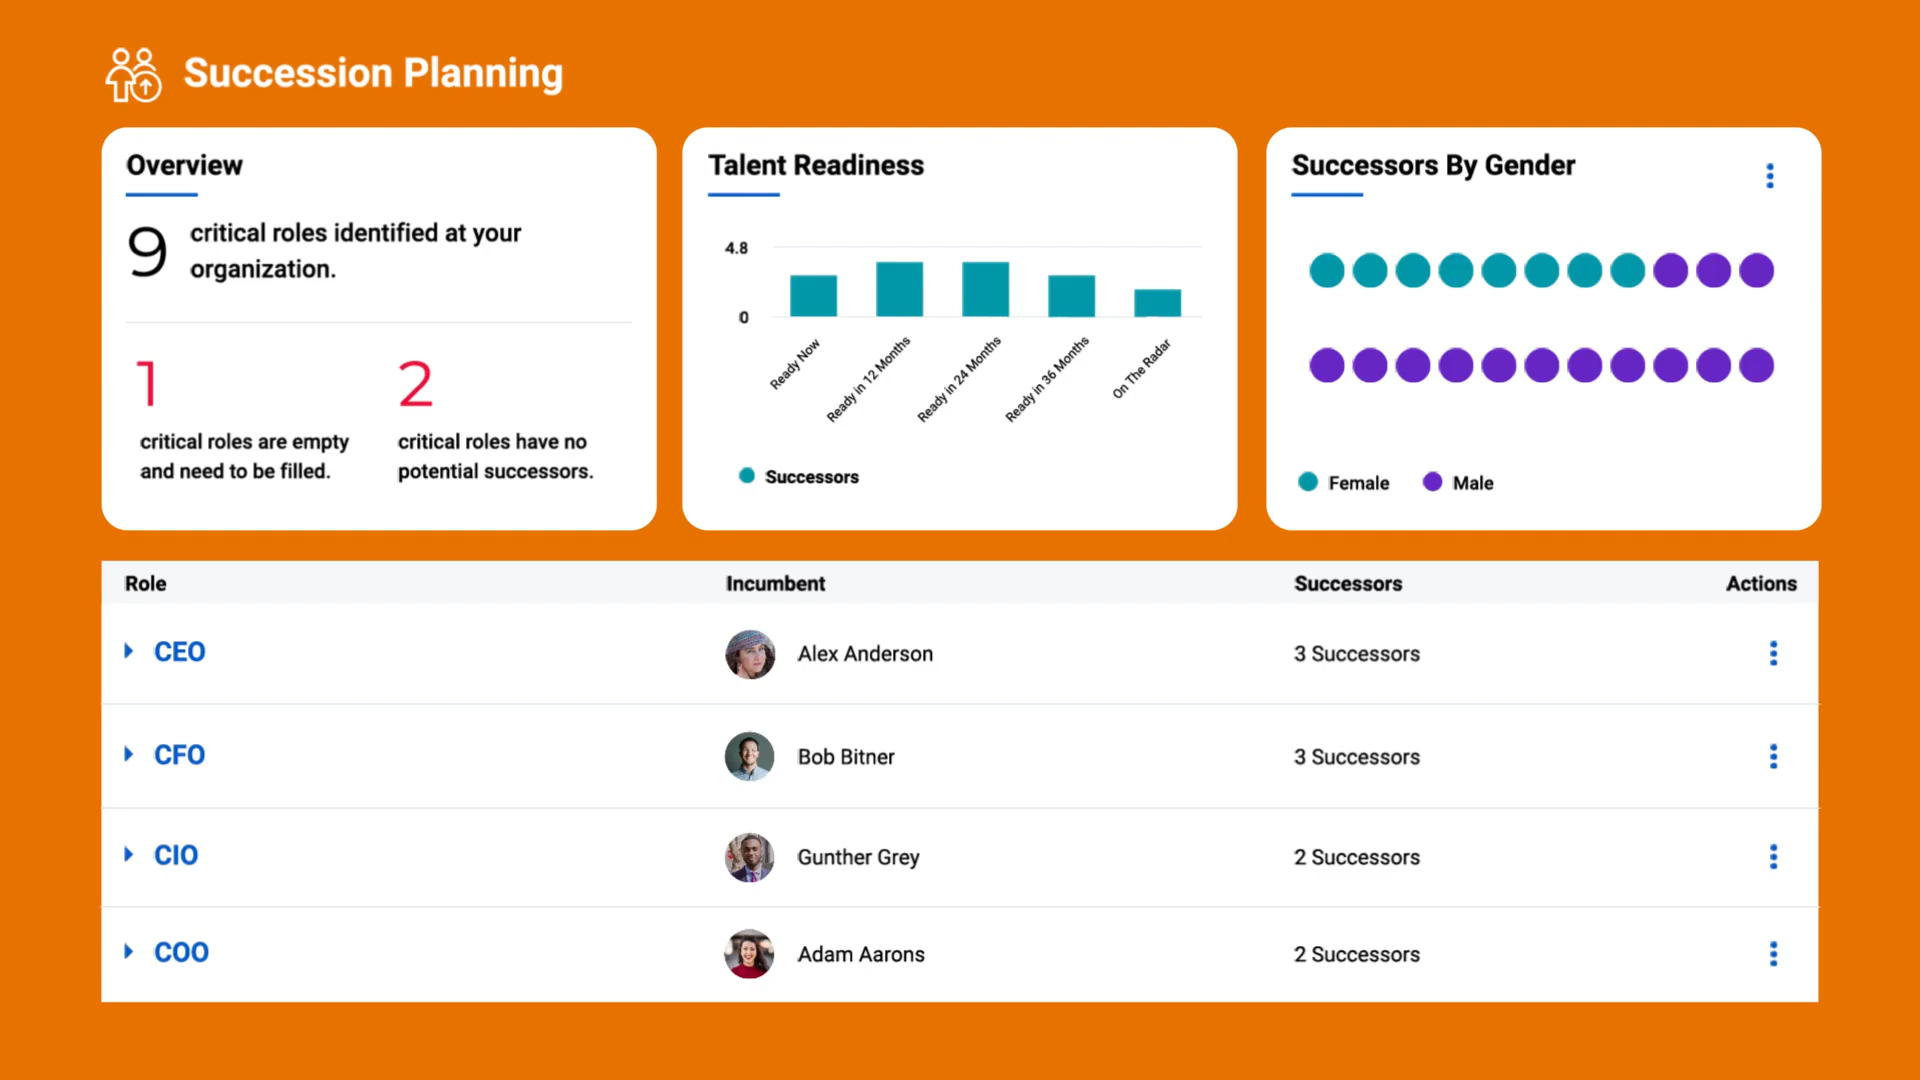 Succession Planning
Overview
9
critical roles identified at your
organization.
1
critical roles are empty
and need to be filled.
2
critical roles have no
potential successors.
Talent Readiness
4.8
0
Ready Now
Ready in 12 Months
Ready in 24 Months
Ready in 36 Months
On The Radar
Successors
Successors By Gender
Female
Male
Role
Incumbent
Successors
Actions
CEO
Alex Anderson
3 Successors
CFO
Bob Bitner
3 Successors
CIO
Gunther Grey
2 Successors
COO
Adam Aarons
2 Successors